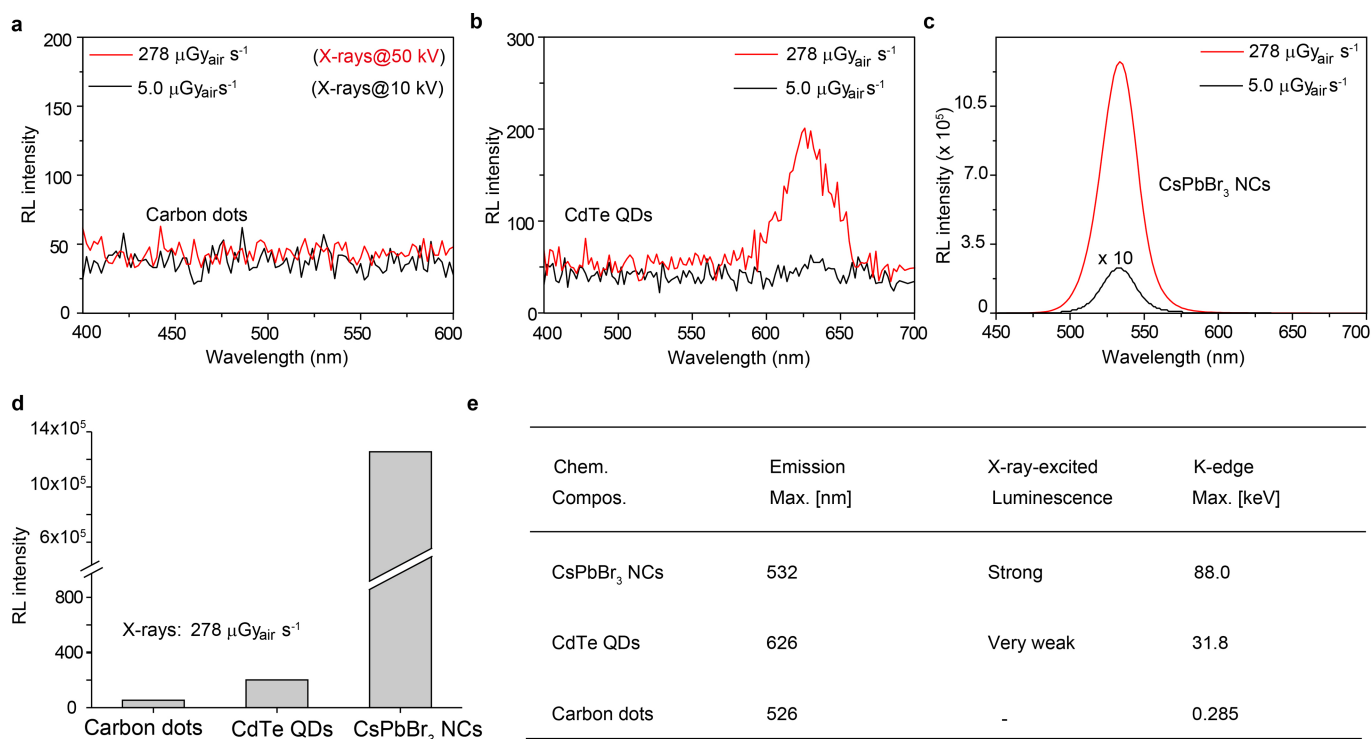 a
278 μGyair s-1 (X-rays@50 kV)
5.0 μGyairs-1 (X-rays@10 kV)
200
150
100
50
0
RL intensity
Carbon dots
400 450 500 550 600
Wavelength (nm)
b
278 μGyair s-1
5.0 μGyair s-1
300
200
100
0
RL intensity
CdTe QDs
400 450 500 550 600 650 700
Wavelength (nm)
c
278 μGyair s-1
5.0 μGyair s-1
10.5
7.0
3.5
0
RL intensity (x 10⁵)
CsPbBr₃ NCs
x 10
450 500 550 600 650 700
Wavelength (nm)
d
14x10⁵
10x10⁵
6x10⁵
800
400
0
RL intensity
X-rays: 278 μGyair s-1
Carbon dots CdTe QDs CsPbBr₃ NCs
e
Chem. Emission X-ray-excited K-edge
Compos. Max. [nm] Luminescence Max. [keV]
CsPbBr₃ NCs 532 Strong 88.0
CdTe QDs 626 Very weak 31.8
Carbon dots 526 - 0.285